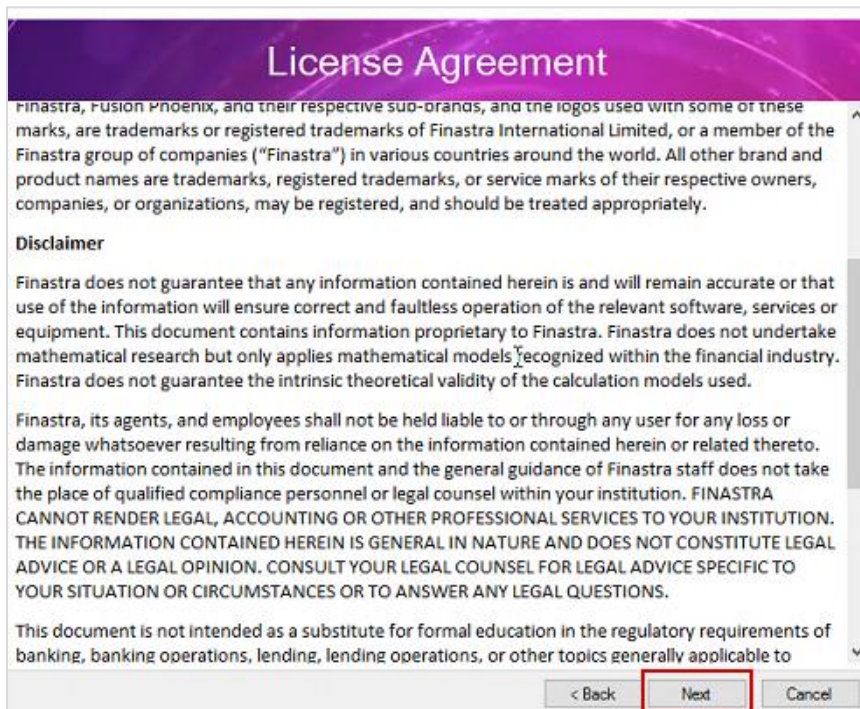 License Agreement
Finastra, Fusion Phoenix, and their respective sub-brands, and the logos used with some of these
marks, are trademarks or registered trademarks of Finastra International Limited, or a member of the
Finastra group of companies (“Finastra”) in various countries around the world. All other brand and
product names are trademarks, registered trademarks, or service marks of their respective owners,
companies, or organizations, may be registered, and should be treated appropriately.
Disclaimer
Finastra does not guarantee that any information contained herein is and will remain accurate or that
use of the information will ensure correct and faultless operation of the relevant software, services or
equipment. This document contains information proprietary to Finastra. Finastra does not undertake
mathematical research but only applies mathematical models recognized within the financial industry.
Finastra does not guarantee the intrinsic theoretical validity of the calculation models used.
Finastra, its agents, and employees shall not be held liable to or through any user for any loss or
damage whatsoever resulting from reliance on the information contained herein or related thereto.
The information contained in this document and the general guidance of Finastra staff does not take
the place of qualified compliance personnel or legal counsel within your institution. FINASTRA
CANNOT RENDER LEGAL, ACCOUNTING OR OTHER PROFESSIONAL SERVICES TO YOUR INSTITUTION.
THE INFORMATION CONTAINED HEREIN IS GENERAL IN NATURE AND DOES NOT CONSTITUTE LEGAL
ADVICE OR A LEGAL OPINION. CONSULT YOUR LEGAL COUNSEL FOR LEGAL ADVICE SPECIFIC TO
YOUR SITUATION OR CIRCUMSTANCES OR TO ANSWER ANY LEGAL QUESTIONS.
This document is not intended as a substitute for formal education in the regulatory requirements of
banking, banking operations, lending, lending operations, or other topics generally applicable to
< Back Next Cancel